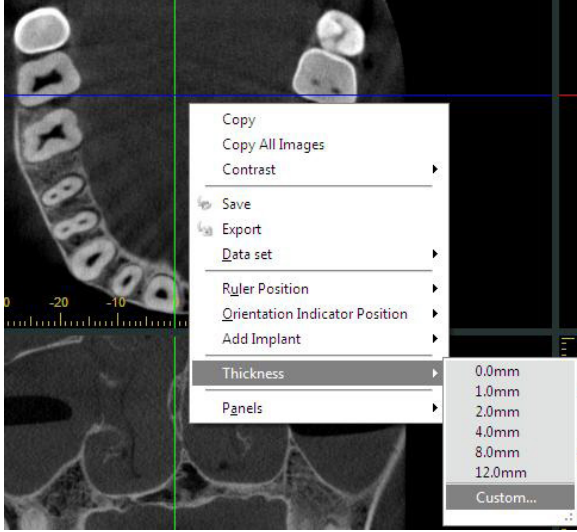 Copy
Copy All Images
Contrast
Save
Export
Data set
-20 -10
Ruler Position
Orientation Indicator Position
Add Implant
Thickness
0.0mm
1.0mm
2.0mm
4.0mm
8.0mm
12.0mm
Custom...
Panels